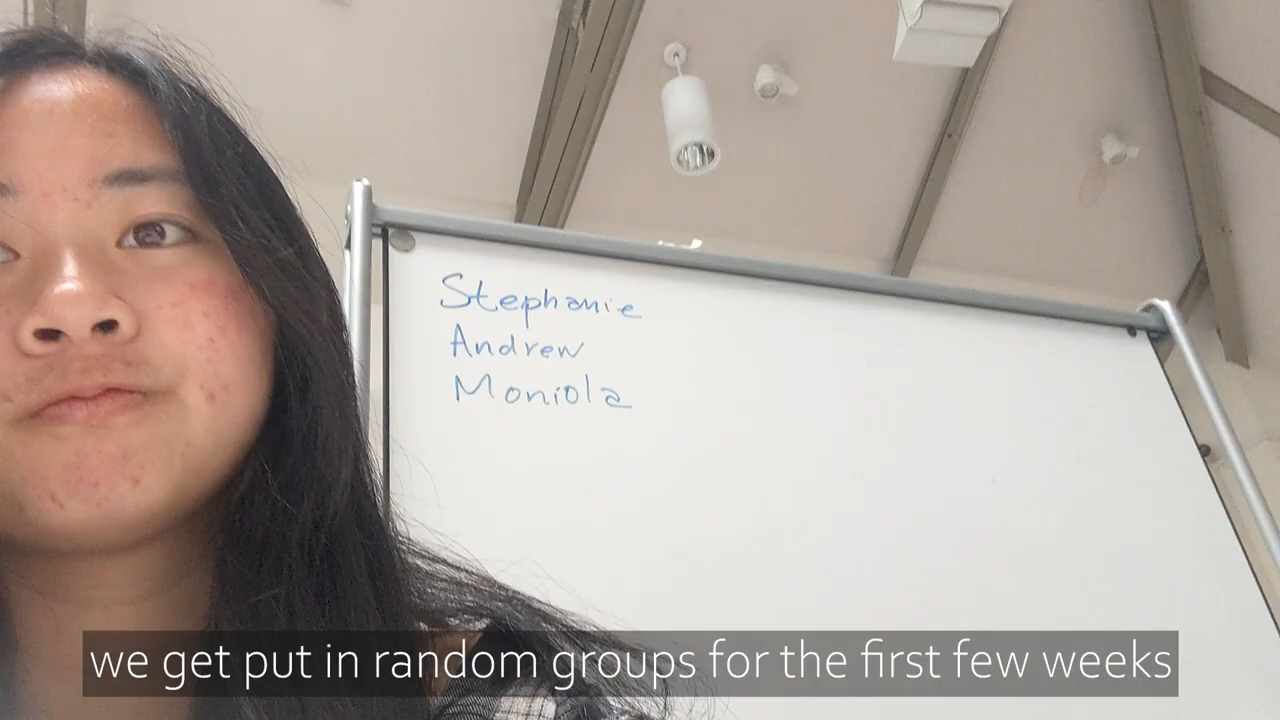 Stephanie
Andrew
Moniola
we get put in random groups for the first few weeks